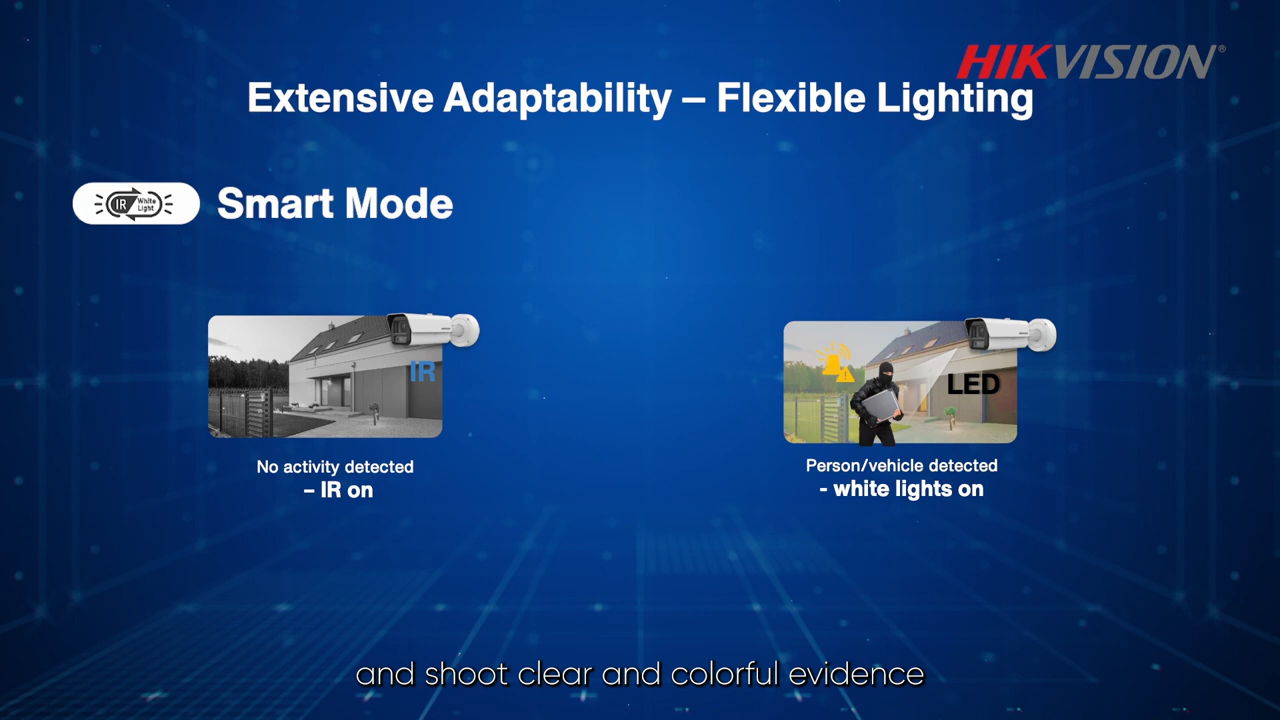 HIKVISION®
Extensive Adaptability – Flexible Lighting
IR White Light
Smart Mode
IR
LED
No activity detected
– IR on
Person/vehicle detected
- white lights on
and shoot clear and colorful evidence